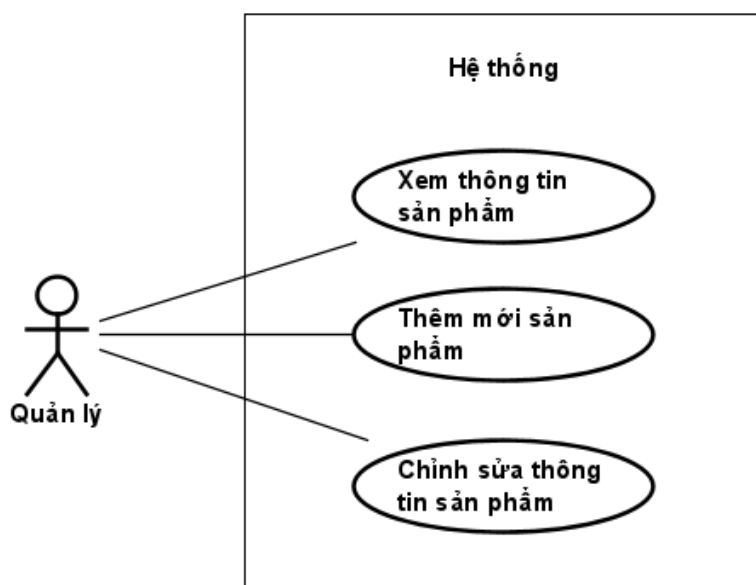 Hệ thống
Xem thông tin
sản phẩm
Thêm mới sản
phẩm
Quản lý
Chỉnh sửa thông
tin sản phẩm